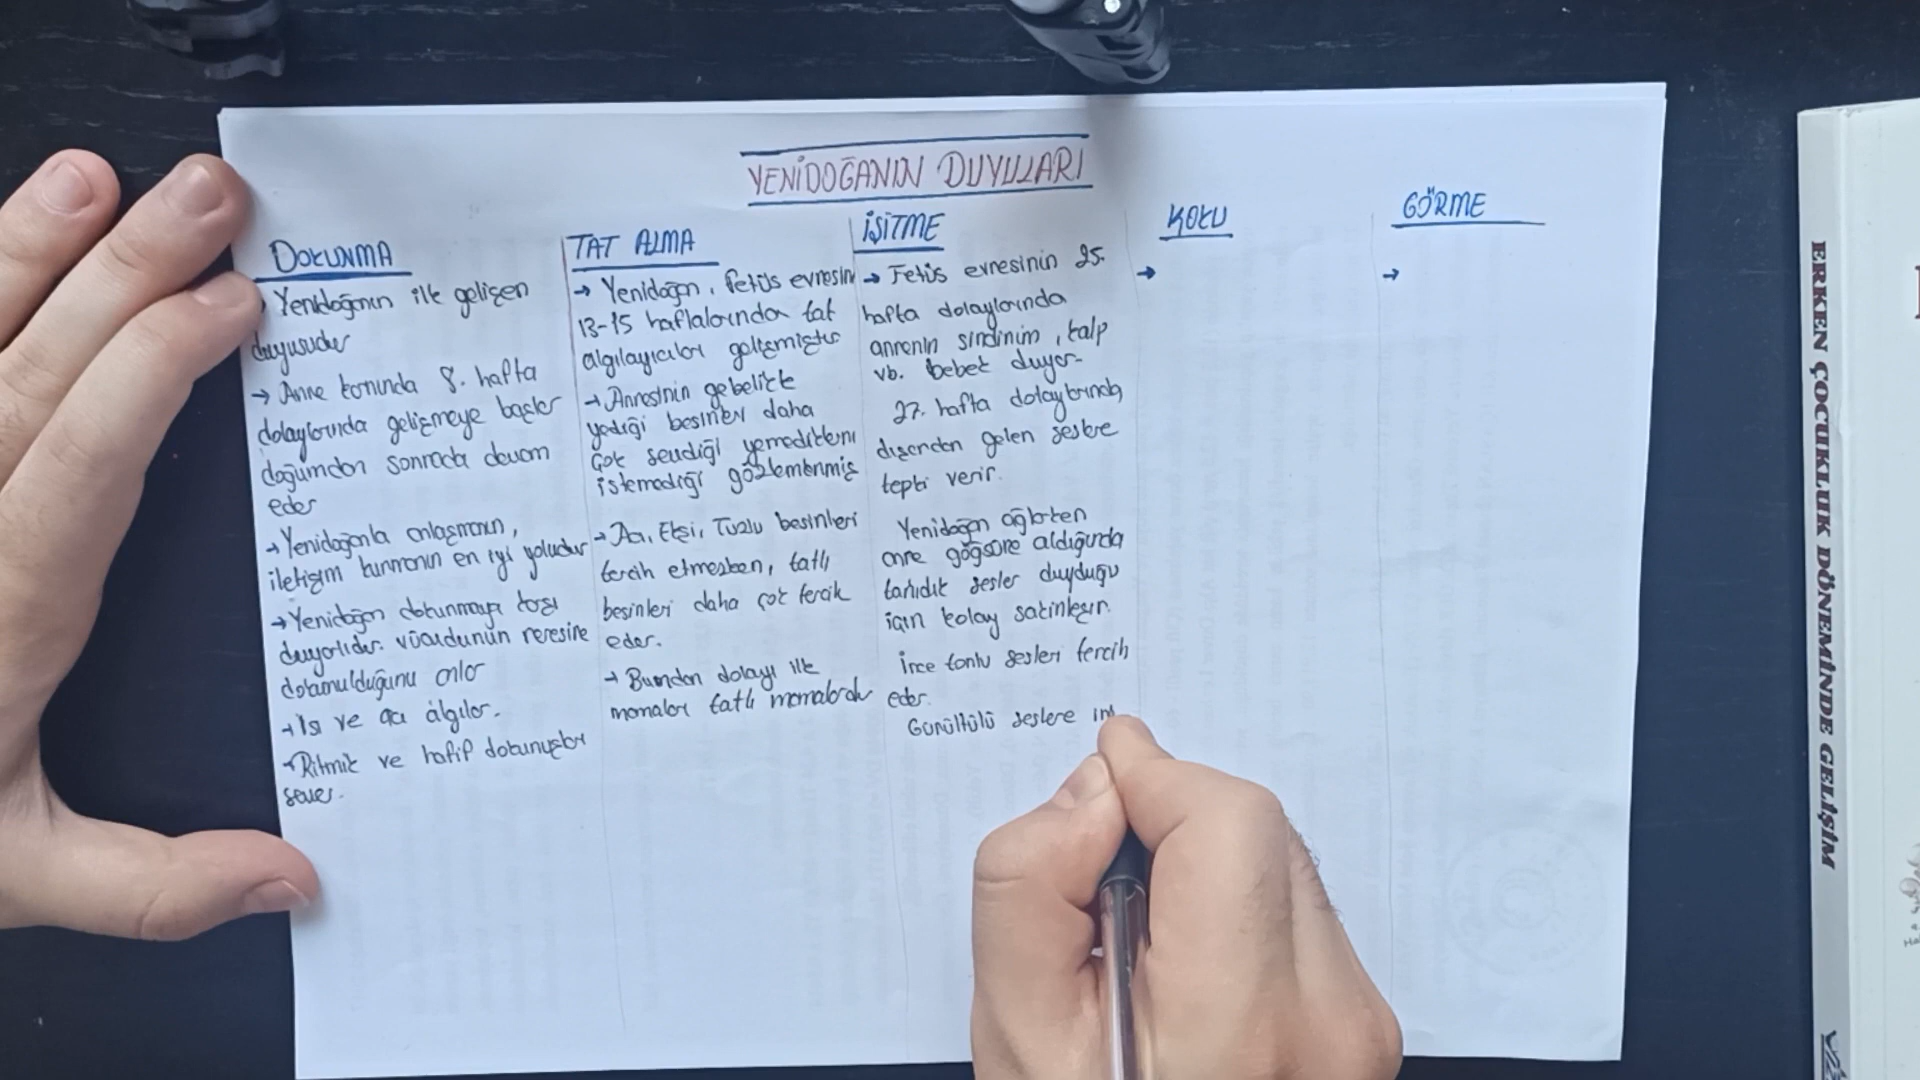 YENİDOĞANIN DUYULARI
DOKUNMA
Yenidoğanın ilk gelişen
duyusudur
→ Anne karnında 8. hafta
dolaylarında gelişmeye başlar
doğumdan sonrada devam
eder
→ Yenidoğanla anlaşmanın,
iletişim kurmanın en iyi yoludur
→ Yenidoğan dokunmaya karşı
duyarlıdır. vücudunun neresine
dokunulduğunu anlar
→ Isı ve acı algılar.
→ Ritmik ve hafif dokunuşları
sever.
TAT ALMA
→ Yenidoğan, fetüs evresin
13-15 haftalarında tat
algılayıcıları gelişmiştir
→ Annesinin gebelikte
yediği besinleri daha
çok sevdiği yemediklerini
istemediği gözlemlenmiş
→ Acı, Ekşi, Tuzlu besinleri
tercih etmezken, tatlı
besinleri daha çok tercih
eder.
→ Bundan dolayı ilk
mamalar tatlı mamalardır
İŞİTME
→ Fetüs evresinin 25.
hafta dolaylarında
annenin sindirim, kalp
vb. bebek duyar.
27. hafta dolaylarında
dışarıdan gelen seslere
tepki verir.
Yenidoğan ağlarken
anne göğsüne aldığında
tanıdık sesler duyduğu
için kolay sakinleşir.
İnce tonlu sesleri tercih
eder.
Gürültülü seslere
KOKU
→
GÖRME
→
ERKEN ÇOCUKLUK DÖNEMİNDE GELİŞİM